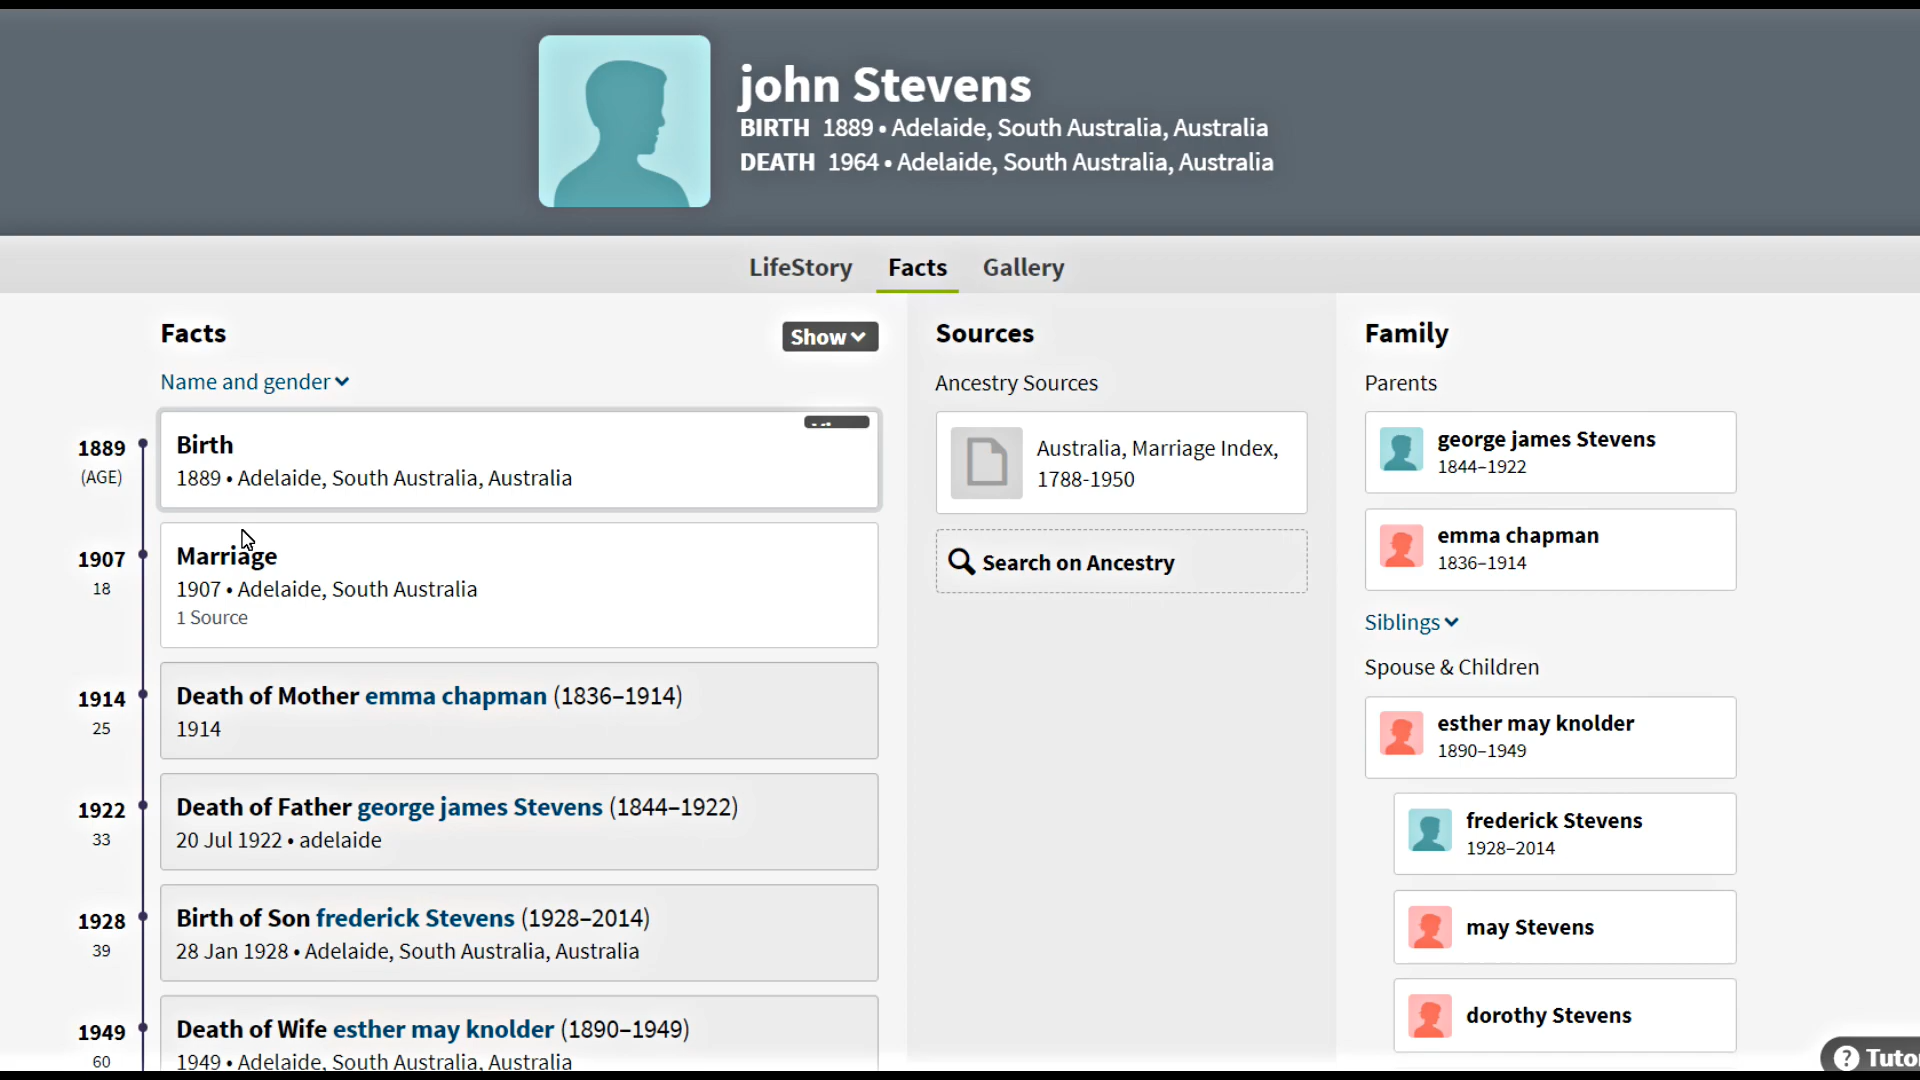 john Stevens
BIRTH 1889 • Adelaide, South Australia, Australia
DEATH 1964 • Adelaide, South Australia, Australia
LifeStory Facts Gallery
Facts
Show
Name and gender
1889
(AGE)
Birth
1889 • Adelaide, South Australia, Australia
1907
18
Marriage
1907 • Adelaide, South Australia
1 Source
1914
25
Death of Mother emma chapman (1836–1914)
1914
1922
33
Death of Father george james Stevens (1844–1922)
20 Jul 1922 • adelaide
1928
39
Birth of Son frederick Stevens (1928–2014)
28 Jan 1928 • Adelaide, South Australia, Australia
1949
60
Death of Wife esther may knolder (1890–1949)
1949 • Adelaide, South Australia, Australia
Sources
Ancestry Sources
Australia, Marriage Index,
1788-1950
Search on Ancestry
Family
Parents
george james Stevens
1844–1922
emma chapman
1836–1914
Siblings
Spouse & Children
esther may knolder
1890–1949
frederick Stevens
1928–2014
may Stevens
dorothy Stevens
? Tuto